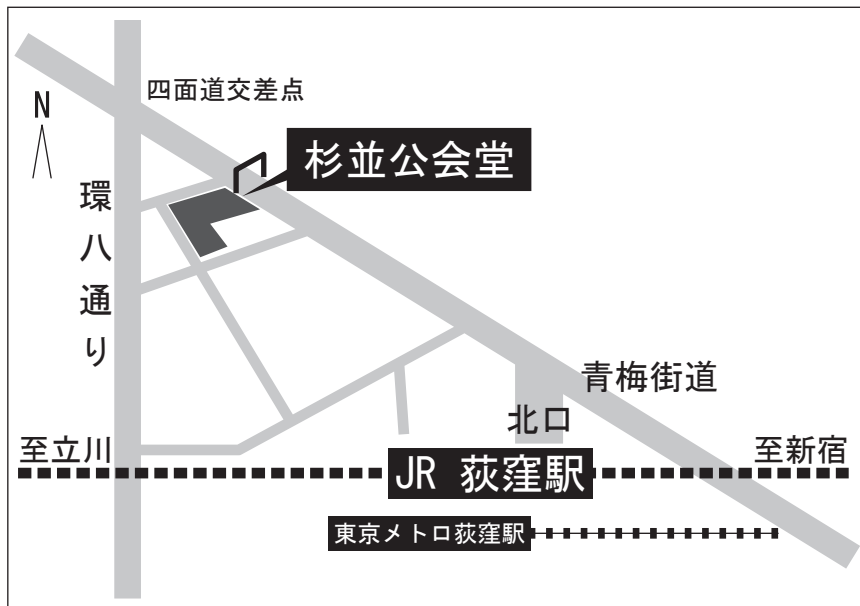 四面道交差点
N
杉並公会堂
環八通り
青梅街道
北口
至立川
JR 荻窪駅
至新宿
東京メトロ荻窪駅